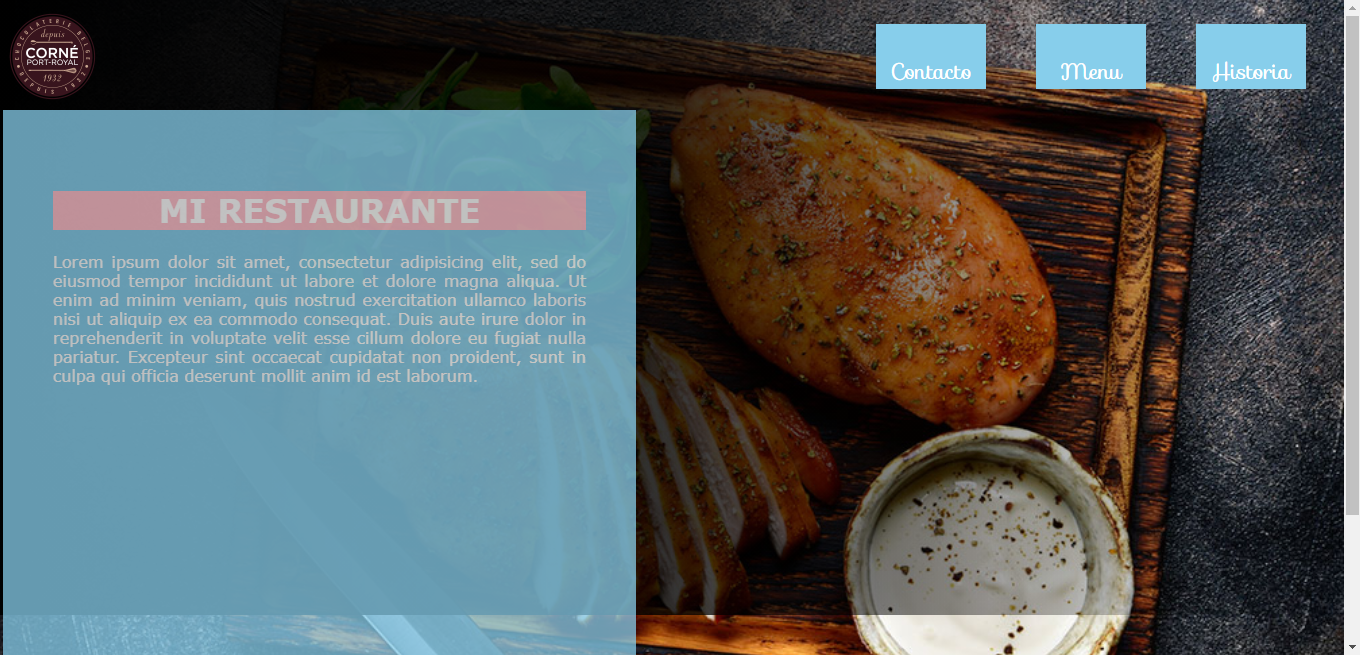 CHOCOLATERIE BELGE
depuis
CORNÉ
PORT-ROYAL
1932
DEPUIS 1932
Contacto
Menu
Historia
MI RESTAURANTE
Lorem ipsum dolor sit amet, consectetur adipisicing elit, sed do
eiusmod tempor incididunt ut labore et dolore magna aliqua. Ut
enim ad minim veniam, quis nostrud exercitation ullamco laboris
nisi ut aliquip ex ea commodo consequat. Duis aute irure dolor in
reprehenderit in voluptate velit esse cillum dolore eu fugiat nulla
pariatur. Excepteur sint occaecat cupidatat non proident, sunt in
culpa qui officia deserunt mollit anim id est laborum.